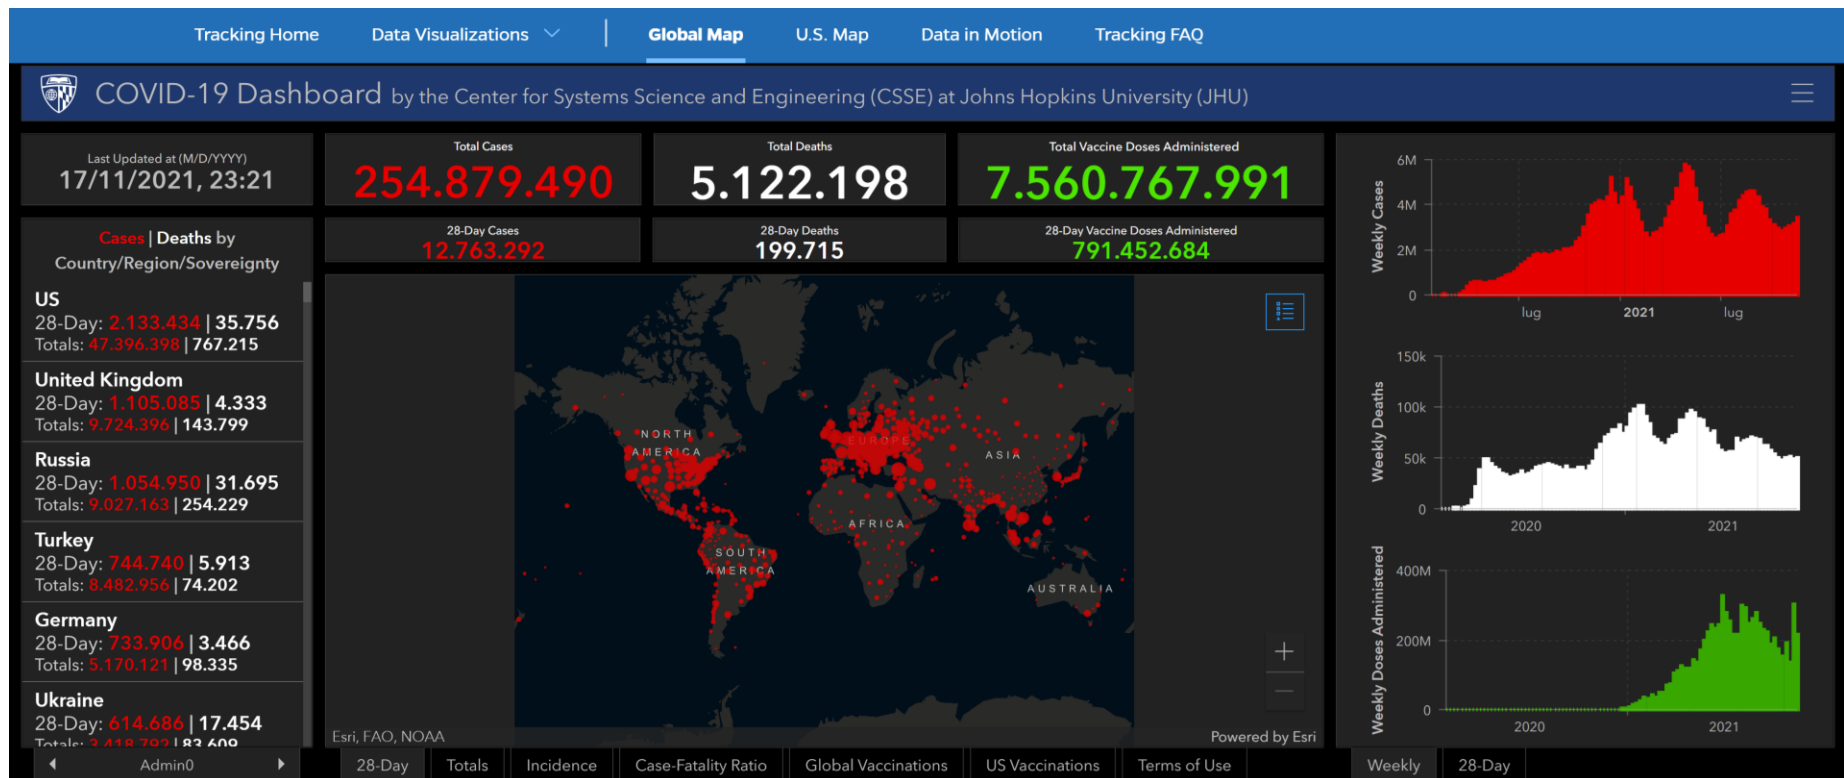 Tracking Home
Data Visualizations
Global Map
U.S. Map
Data in Motion
Tracking FAQ
COVID-19 Dashboard by the Center for Systems Science and Engineering (CSSE) at Johns Hopkins University (JHU)
Last Updated at (M/D/YYYY)
17/11/2021, 23:21
Total Cases
254.879.490
Total Deaths
5.122.198
Total Vaccine Doses Administered
7.560.767.991
28-Day Cases
12.763.292
28-Day Deaths
199.715
28-Day Vaccine Doses Administered
791.452.684
Cases | Deaths by
Country/Region/Sovereignty
US
28-Day: 2.133.434 | 35.756
Totals: 47.396.398 | 767.215
United Kingdom
28-Day: 1.105.085 | 4.333
Totals: 9.724.396 | 143.799
Russia
28-Day: 1.054.950 | 31.695
Totals: 9.027.163 | 254.229
Turkey
28-Day: 744.740 | 5.913
Totals: 8.482.956 | 74.202
Germany
28-Day: 733.906 | 3.466
Totals: 5.170.121 | 98.335
Ukraine
28-Day: 614.686 | 17.454
Totals: 3.418.792 | 83.609
Admin0
NORTH
AMERICA
EUROPE
ASIA
AFRICA
SOUTH
AMERICA
AUSTRALIA
Esri, FAO, NOAA
Powered by Esri
28-Day
Totals
Incidence
Case-Fatality Ratio
Global Vaccinations
US Vaccinations
Terms of Use
Weekly Cases
6M
4M
2M
0
lug
2021
lug
Weekly Deaths
150k
100k
50k
0
2020
2021
Weekly Doses Administered
400M
200M
0
2020
2021
Weekly
28-Day